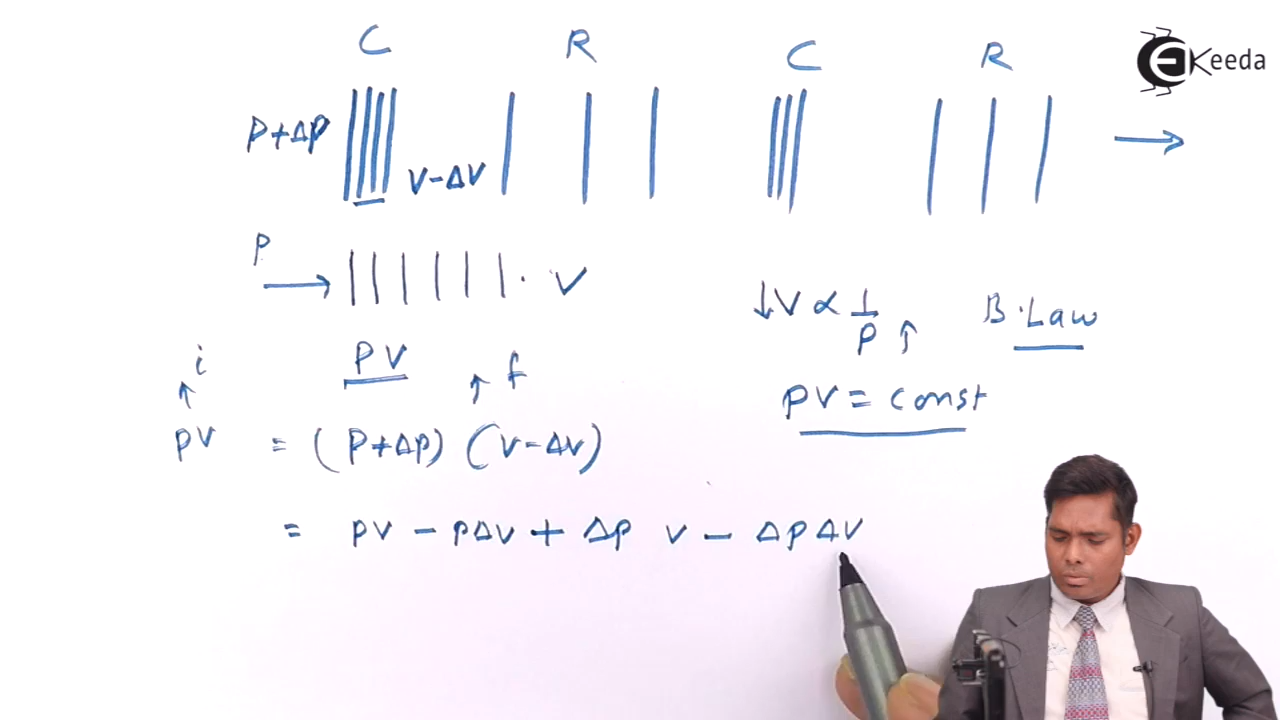 C R C R
EKeeda
P+ΔP
V-ΔV
P
V
↓V ∝ 1/P ↑ B.Law
i
PV
f
PV = const
PV = (P+ΔP) (V-ΔV)
= PV - PΔV + ΔP V - ΔPΔV